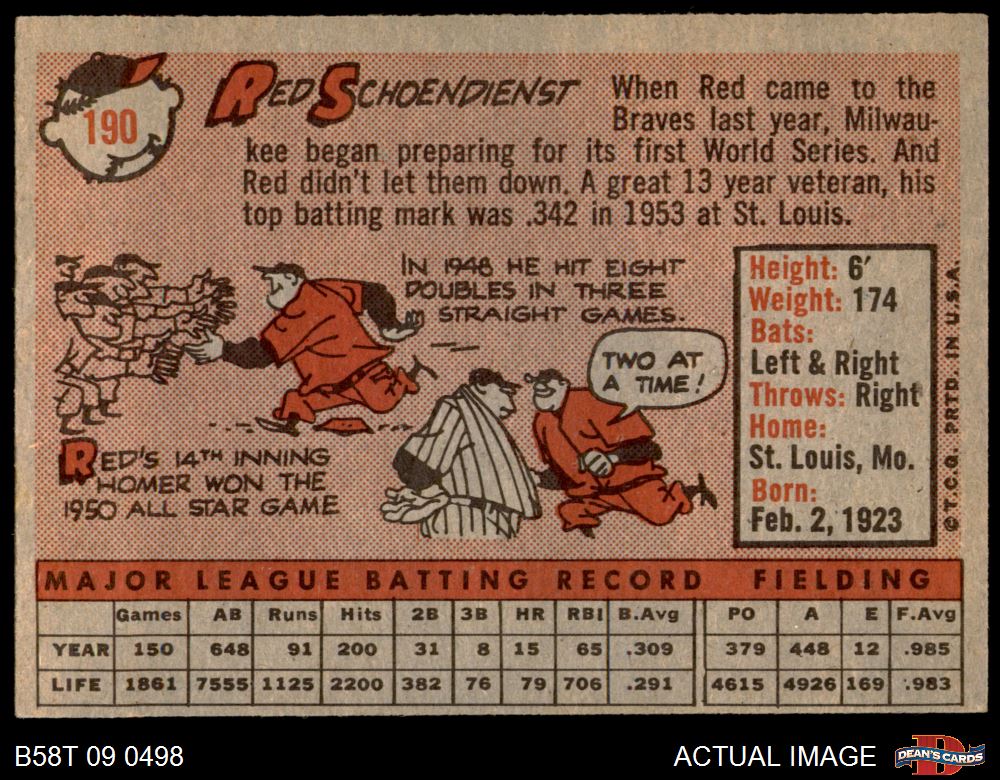 190
RED SCHOENDIENST
When Red came to the
Braves last year, Milwau-
kee began preparing for its first World Series. And
Red didn't let them down. A great 13 year veteran, his
top batting mark was .342 in 1953 at St. Louis.
IN 1948 HE HIT EIGHT
DOUBLES IN THREE
STRAIGHT GAMES.
TWO AT
A TIME!
RED'S 14TH INNING
HOMER WON THE
1950 ALL STAR GAME
Height: 6'
Weight: 174
Bats:
Left & Right
Throws: Right
Home:
St. Louis, Mo.
Born:
Feb. 2, 1923
© T.C.G. PRTD. IN U.S.A.
MAJOR LEAGUE BATTING RECORD FIELDING
Games AB Runs Hits 2B 3B HR RBI B.Avg PO A E F.Avg
YEAR 150 648 91 200 31 8 15 65 .309 379 448 12 .985
LIFE 1861 7555 1125 2200 382 76 79 706 .291 4615 4926 169 .983
B58T 09 0498
ACTUAL IMAGE
D
DEAN'S CARDS